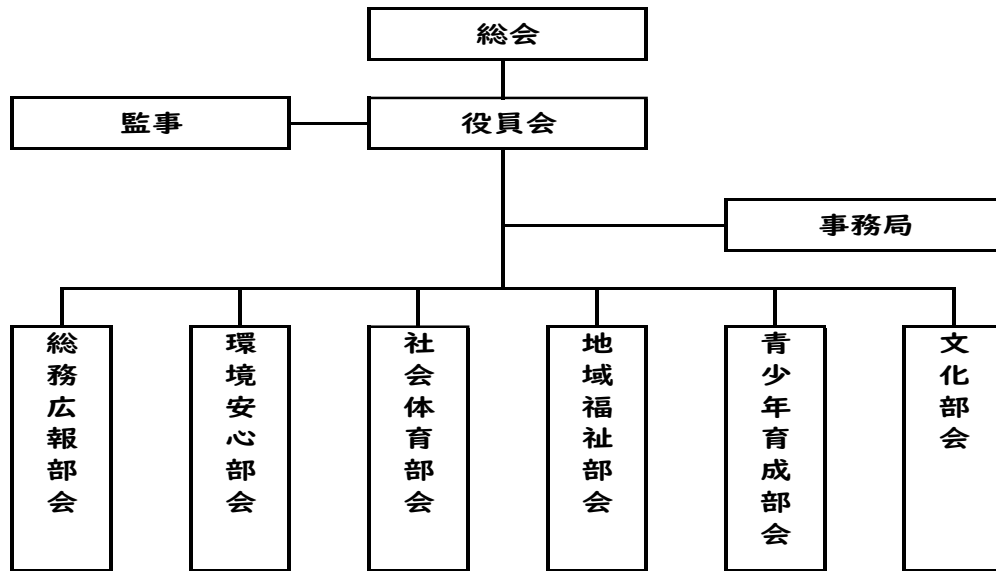 総会
監事
役員会
事務局
総務広報部会
環境安心部会
社会体育部会
地域福祉部会
青少年育成部会
文化部会